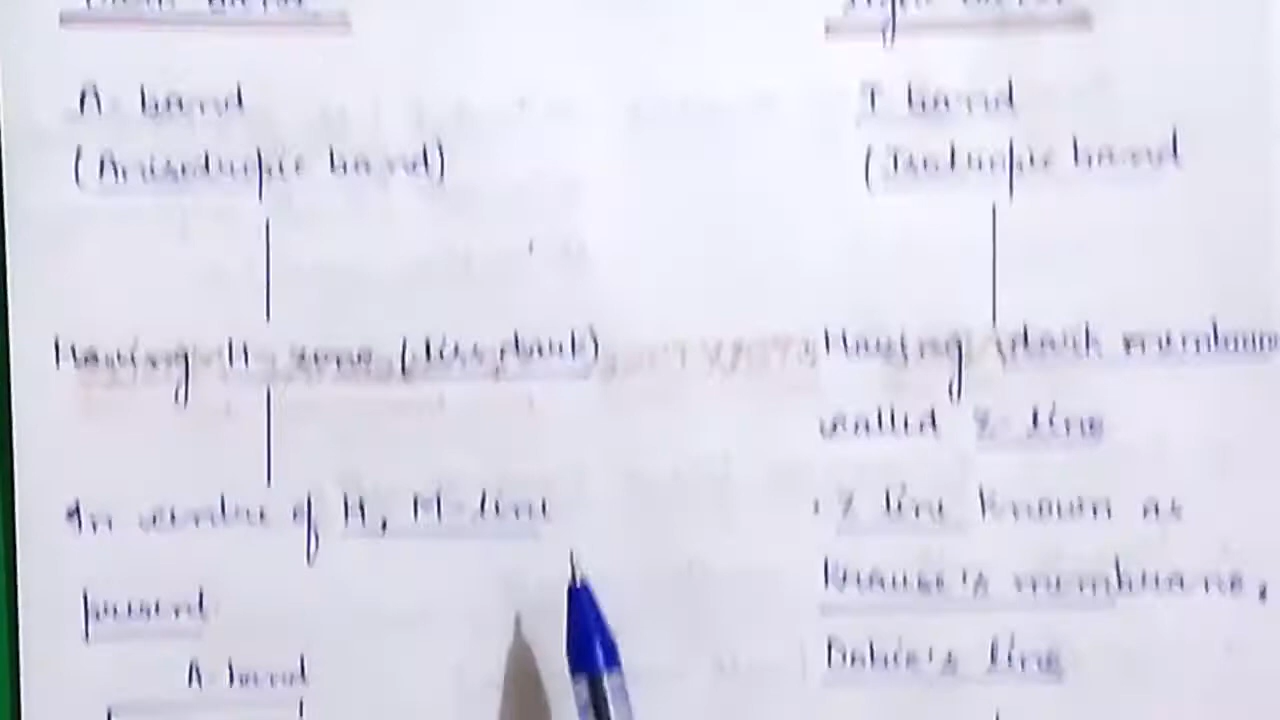 A-band
(Anisotropic band)
Having H-zone (less dark)
In centre of H, M-line
present
A-band
I band
(Isotropic band
Having dark membrane
called Z-line
Z line known as
Krause's membrane,
Dobie's line